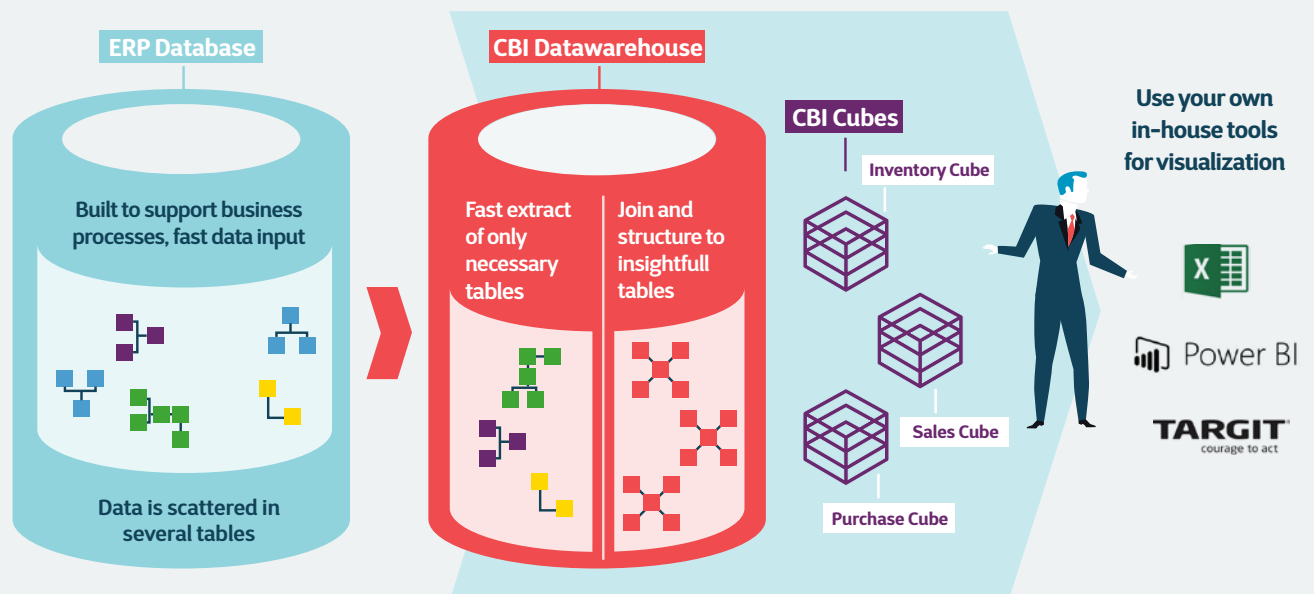 ERP Database
Built to support business
processes, fast data input
Data is scattered in
several tables
CBI Datawarehouse
Fast extract
of only
necessary
tables
Join and
structure to
insightfull
tables
CBI Cubes
Inventory Cube
Sales Cube
Purchase Cube
Use your own
in-house tools
for visualization
X
Power BI
TARGIT
courage to act